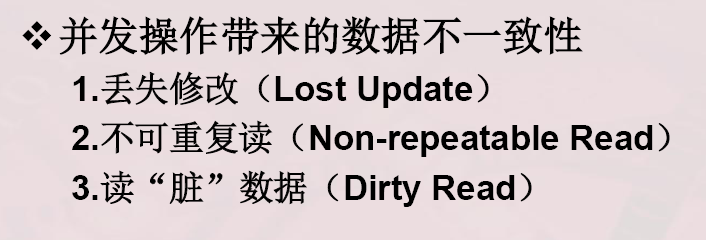 ❖并发操作带来的数据不一致性
1.丢失修改（Lost Update）
2.不可重复读（Non-repeatable Read）
3.读“脏”数据（Dirty Read）